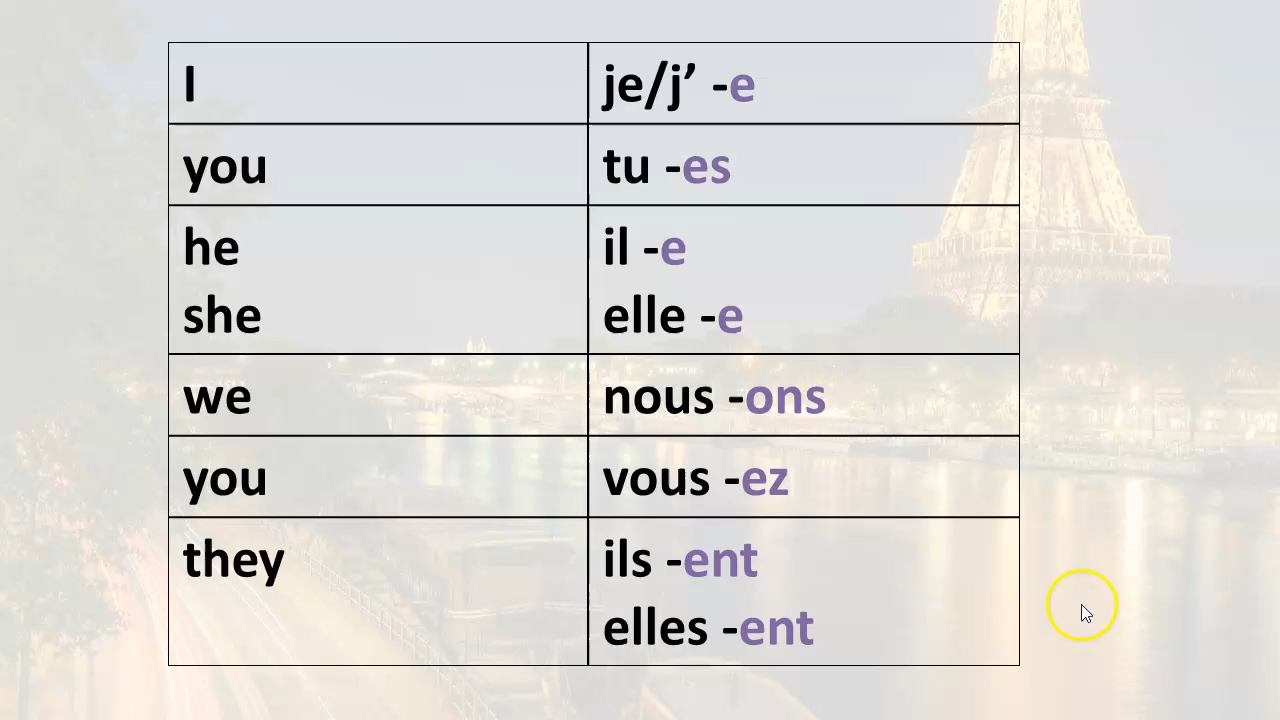 I je/j’ -e
you tu -es
he il -e
she elle -e
we nous -ons
you vous -ez
they ils -ent
elles -ent